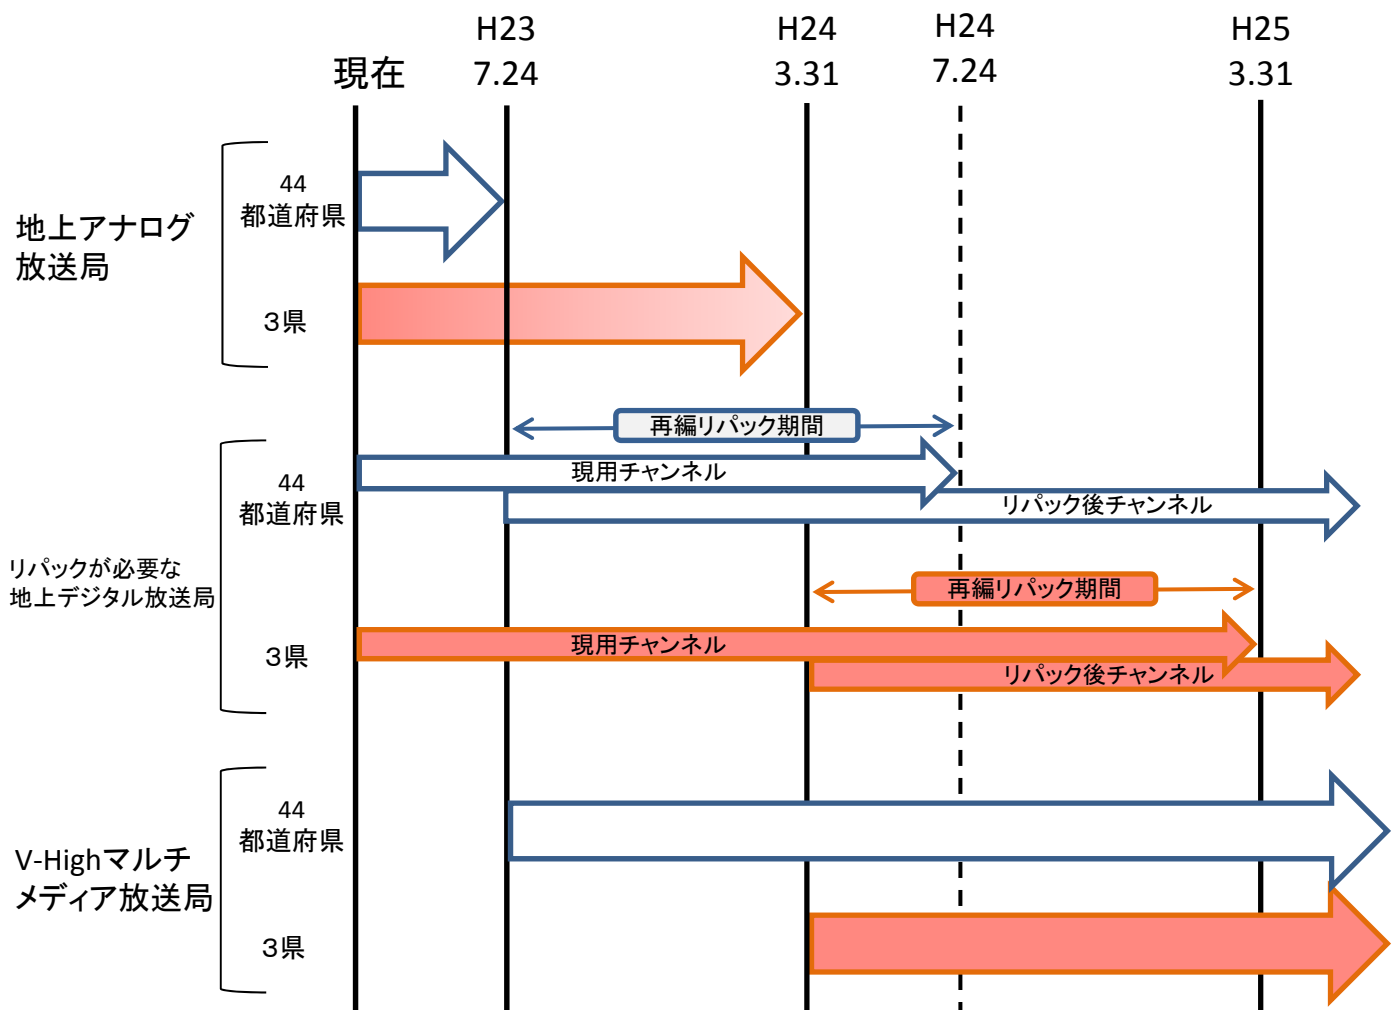 現在
H23
7.24
H24
3.31
H24
7.24
H25
3.31
地上アナログ
放送局
44
都道府県
３県
再編リパック期間
リパックが必要な
地上デジタル放送局
44
都道府県
現用チャンネル
リパック後チャンネル
再編リパック期間
３県
現用チャンネル
リパック後チャンネル
V-Highマルチ
メディア放送局
44
都道府県
３県